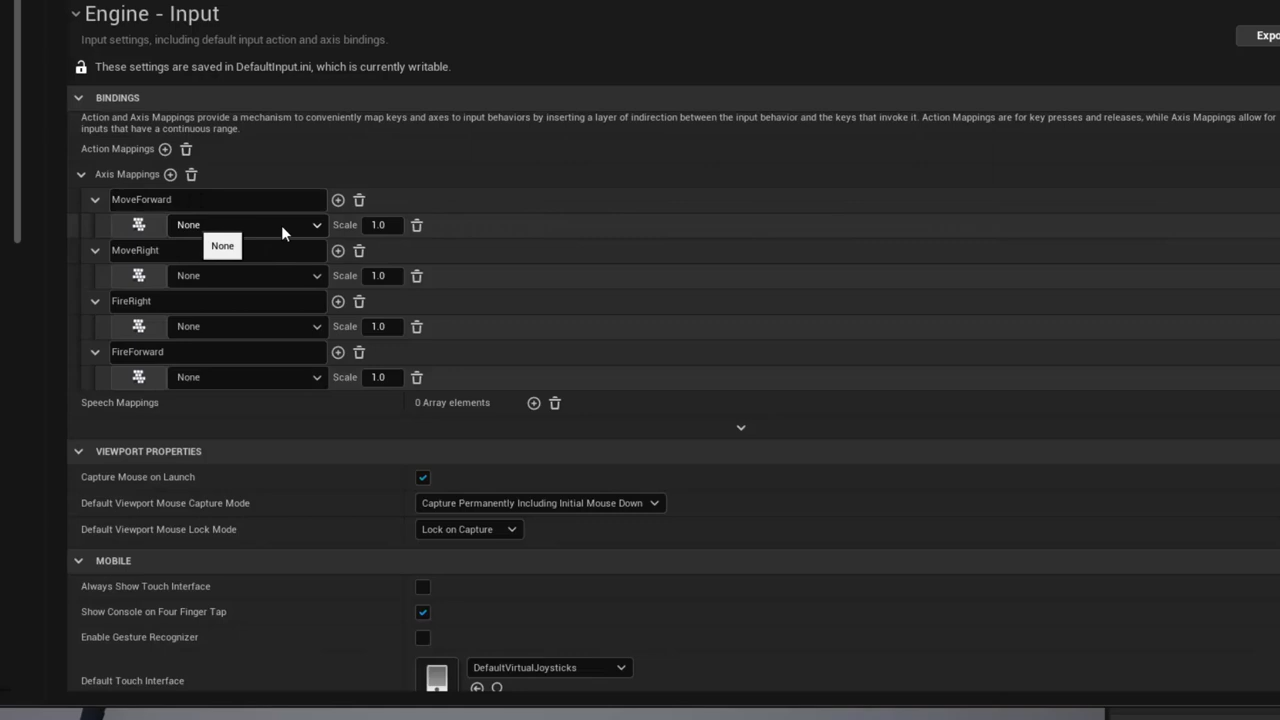 Engine - Input
Input settings, including default input action and axis bindings.
Expo
These settings are saved in DefaultInput.ini, which is currently writable.
BINDINGS
Action and Axis Mappings provide a mechanism to conveniently map keys and axes to input behaviors by inserting a layer of indirection between the input behavior and the keys that invoke it. Action Mappings are for key presses and releases, while Axis Mappings allow for
inputs that have a continuous range.
Action Mappings
Axis Mappings
MoveForward
None Scale 1.0
None
MoveRight
None Scale 1.0
FireRight
None Scale 1.0
FireForward
None Scale 1.0
Speech Mappings 0 Array elements
VIEWPORT PROPERTIES
Capture Mouse on Launch
Default Viewport Mouse Capture Mode Capture Permanently Including Initial Mouse Down
Default Viewport Mouse Lock Mode Lock on Capture
MOBILE
Always Show Touch Interface
Show Console on Four Finger Tap
Enable Gesture Recognizer
DefaultVirtualJoysticks
Default Touch Interface